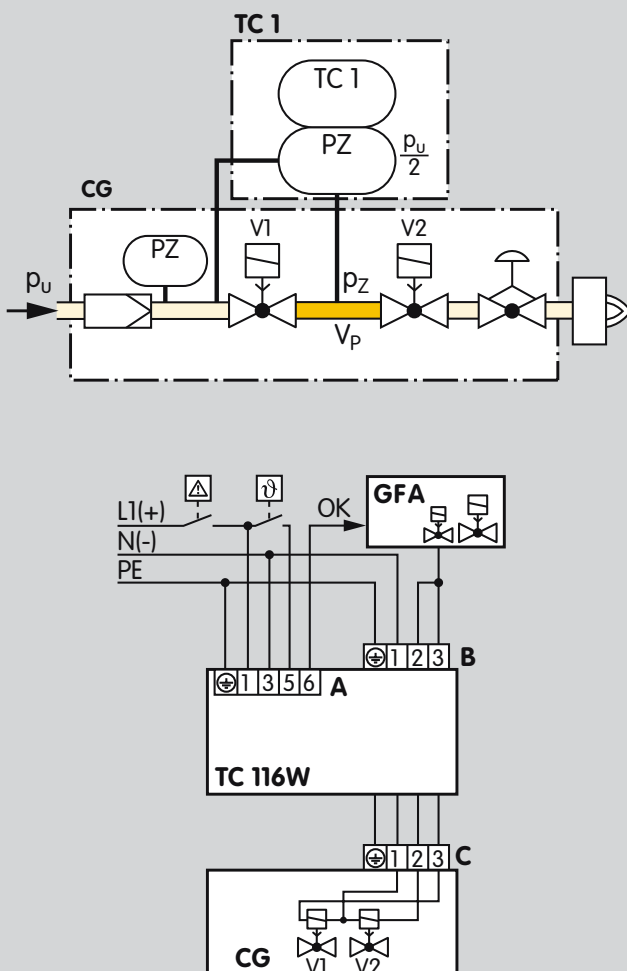 TC 1
TC 1
PZ
pu
2
CG
PZ
V1
V2
pu
pZ
VP
⚠
ϑ
L1(+)
OK
GFA
N(-)
PE
1 2 3 B
1 3 5 6 A
TC 116W
1 2 3 C
CG
V1 V2